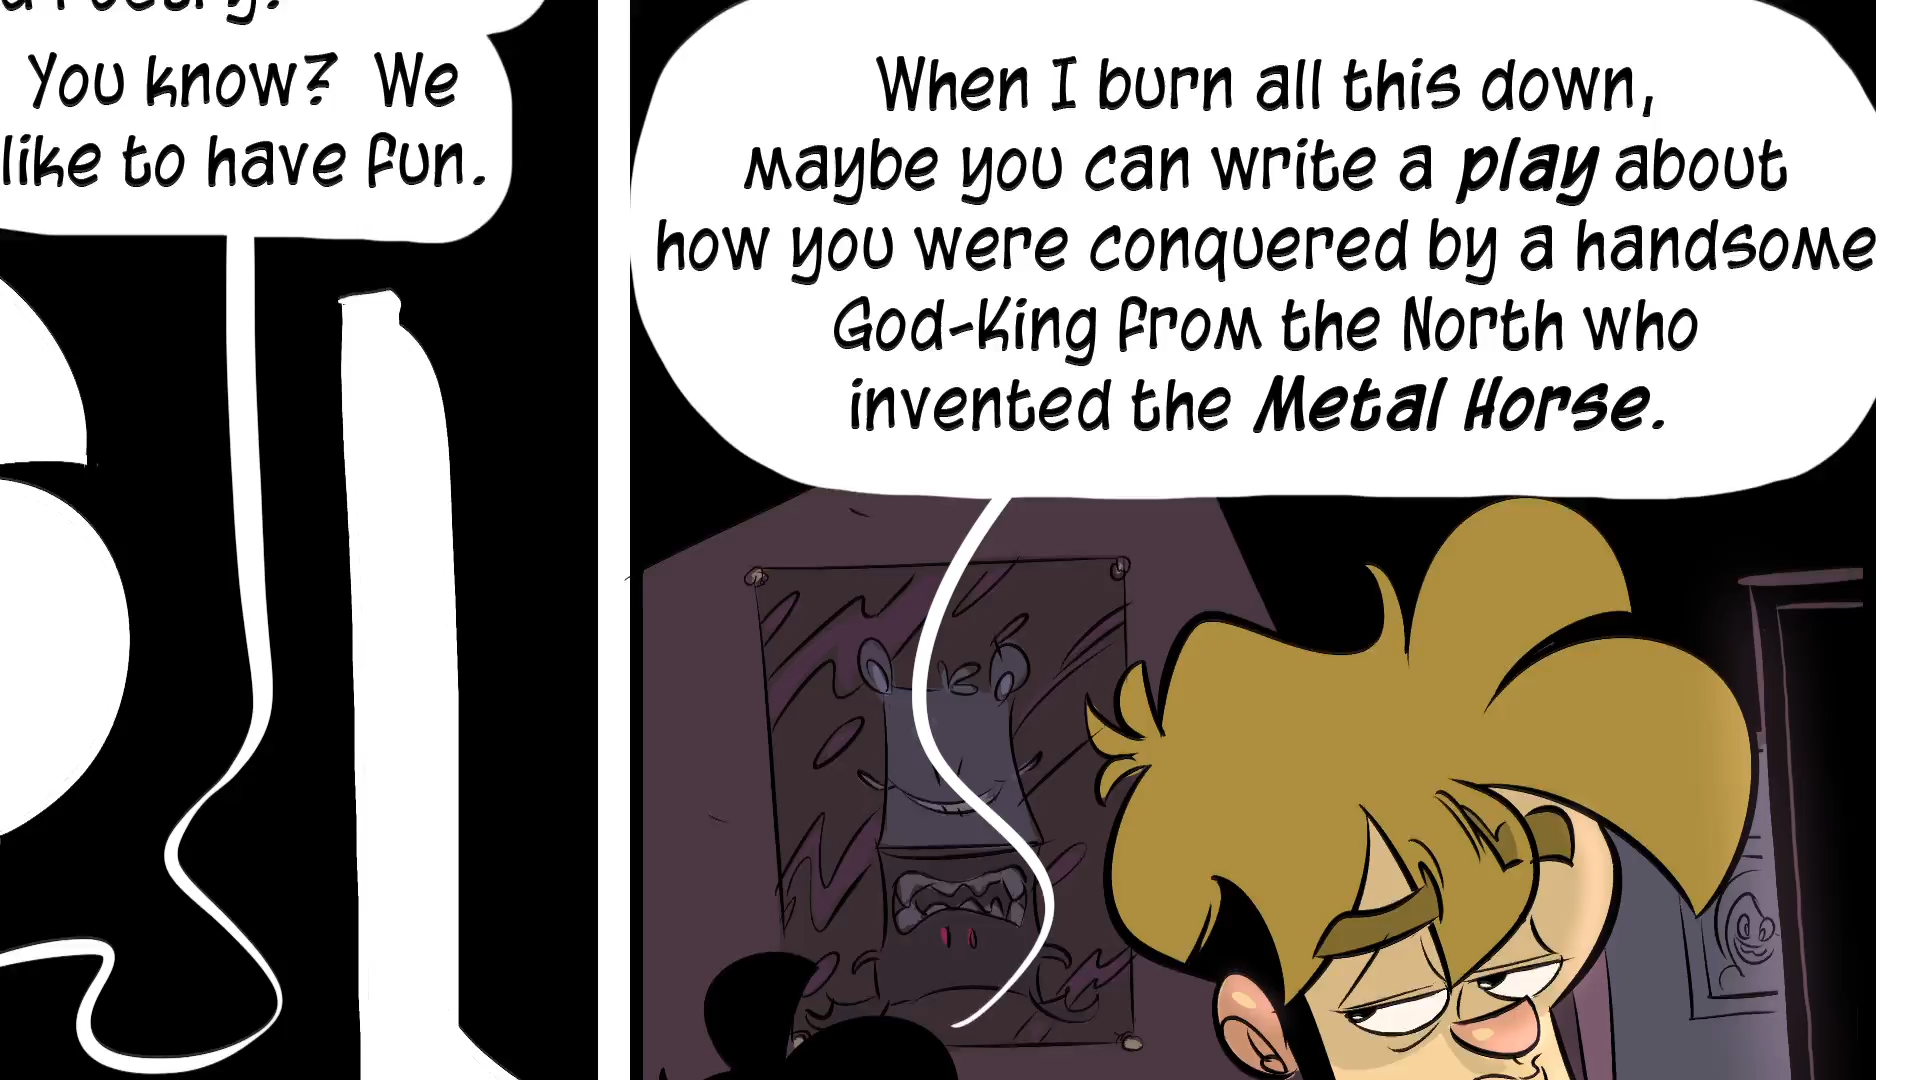 a Poetry?
You know? We
like to have fun.
When I burn all this down,
maybe you can write a play about
how you were conquered by a handsome
God-King from the North who
invented the Metal Horse.